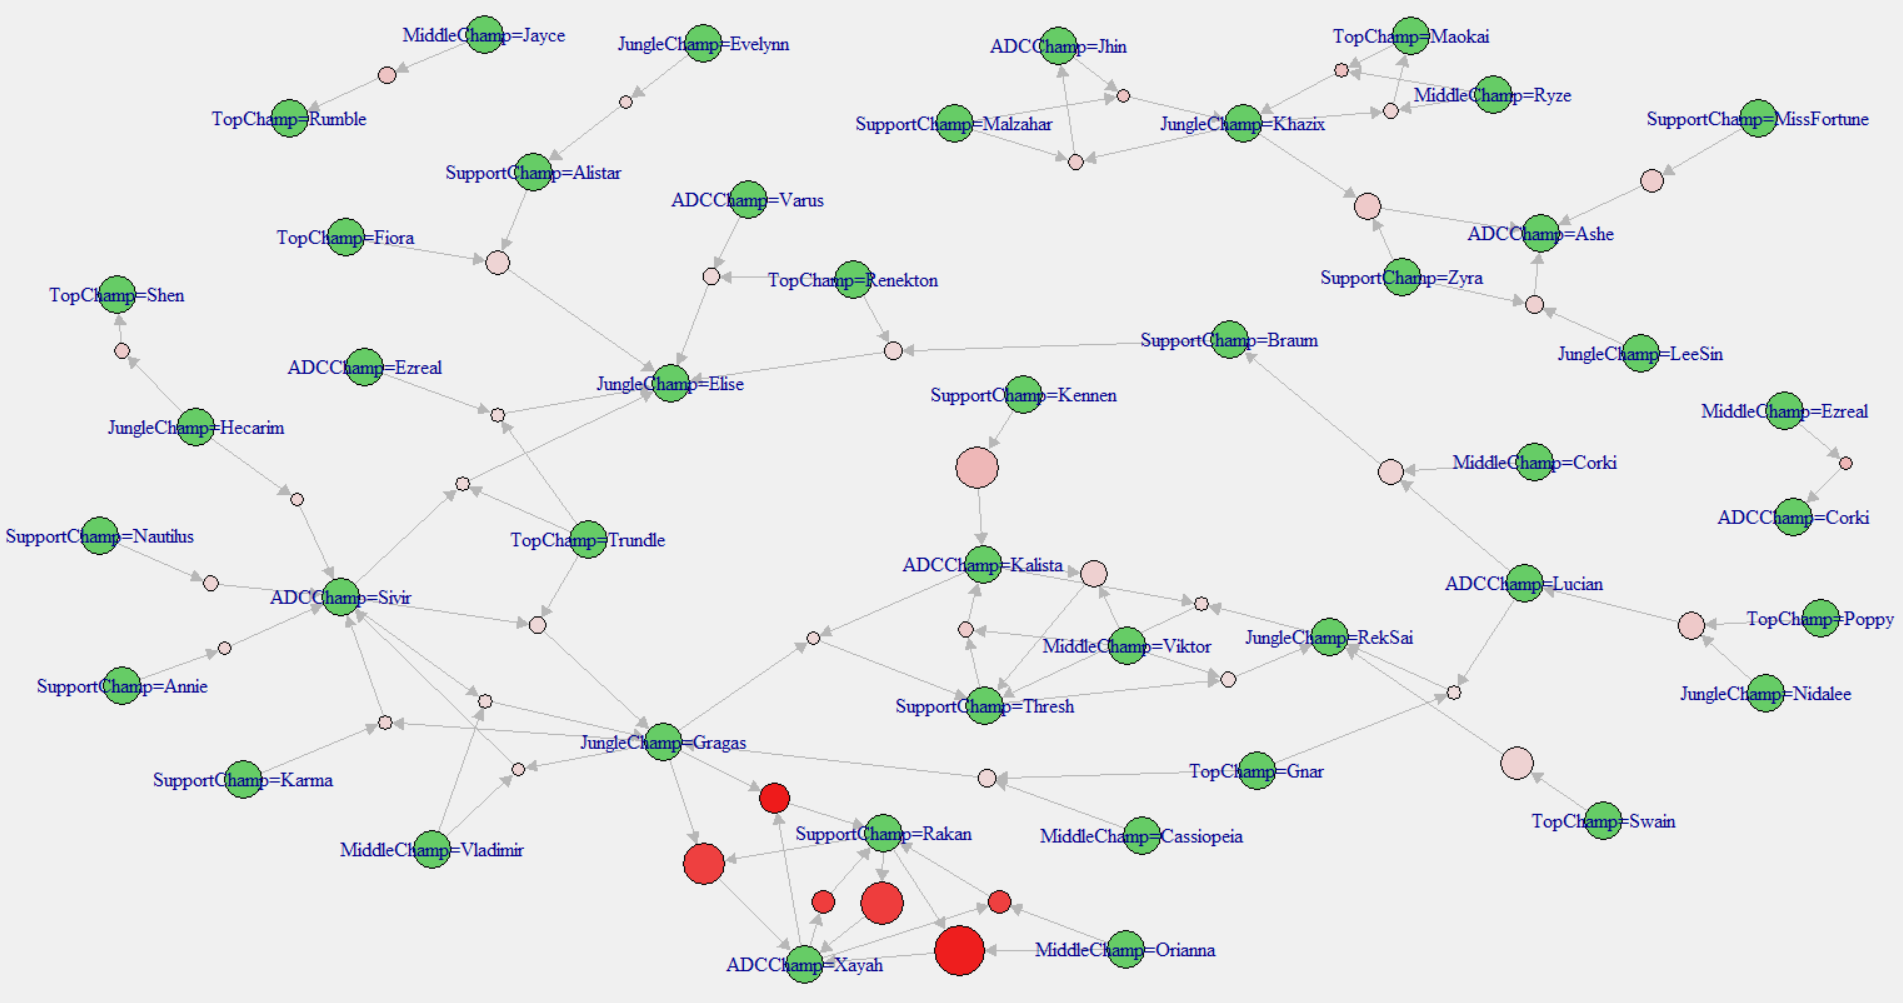 MiddleChamp=Jayce
JungleChamp=Evelynn
ADCChamp=Jhin
TopChamp=Maokai
MiddleChamp=Ryze
TopChamp=Rumble
SupportChamp=Malzahar
JungleChamp=Khazix
SupportChamp=MissFortune
SupportChamp=Alistar
ADCChamp=Varus
TopChamp=Fiora
ADCChamp=Ashe
TopChamp=Renekton
SupportChamp=Zyra
TopChamp=Shen
SupportChamp=Braum
JungleChamp=LeeSin
ADCChamp=Ezreal
JungleChamp=Elise
SupportChamp=Kennen
MiddleChamp=Ezreal
JungleChamp=Hecarim
MiddleChamp=Corki
ADCChamp=Corki
SupportChamp=Nautilus
TopChamp=Trundle
ADCChamp=Kalista
ADCChamp=Lucian
ADCChamp=Sivir
TopChamp=Poppy
MiddleChamp=Viktor
JungleChamp=RekSai
SupportChamp=Annie
JungleChamp=Nidalee
SupportChamp=Thresh
JungleChamp=Gragas
TopChamp=Gnar
SupportChamp=Karma
TopChamp=Swain
SupportChamp=Rakan
MiddleChamp=Cassiopeia
MiddleChamp=Vladimir
MiddleChamp=Orianna
ADCChamp=Xayah